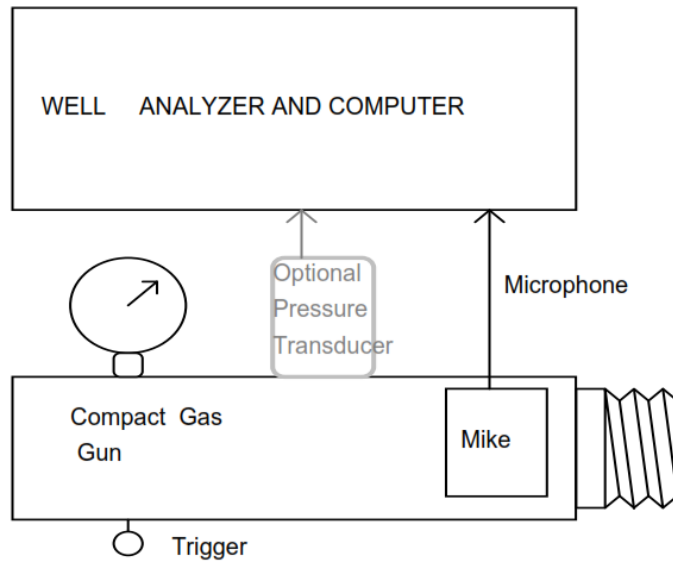 WELL ANALYZER AND COMPUTER
Optional
Pressure
Transducer
Microphone
Compact Gas
Gun
Mike
Trigger